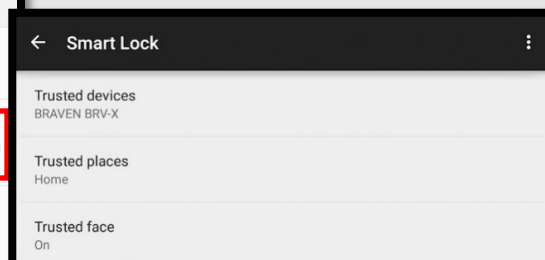 Smart Lock
Trusted devices
BRAVEN BRV-X
Trusted places
Home
Trusted face
On